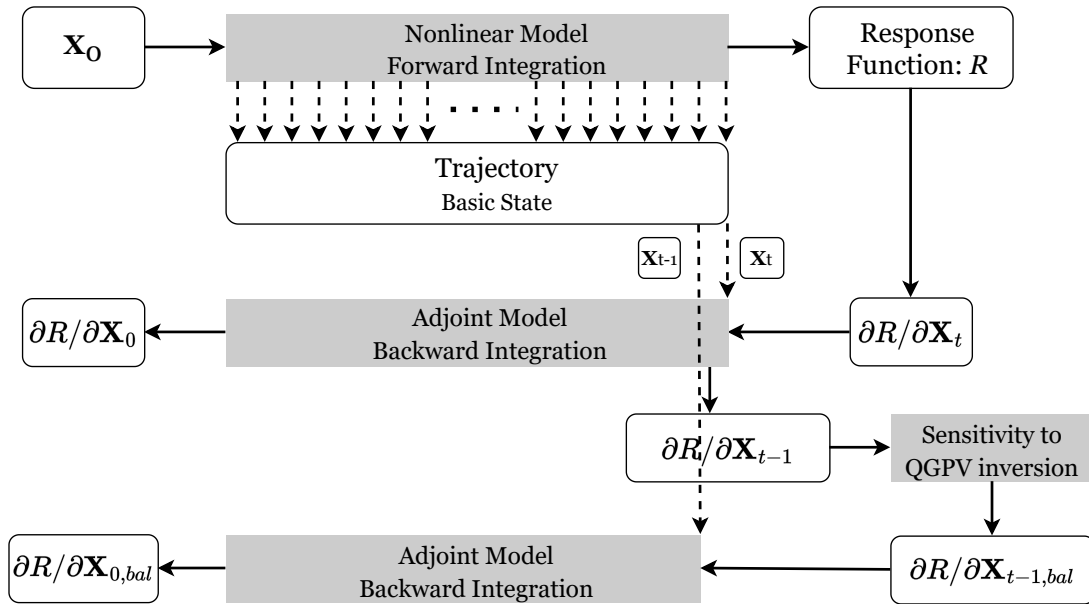 X₀
Nonlinear Model
Forward Integration
Response
Function: R
. . . .
Trajectory
Basic State
Xt-1
Xt
∂R/∂X₀
Adjoint Model
Backward Integration
∂R/∂Xₜ
∂R/∂Xₜ₋₁
Sensitivity to
QGPV inversion
∂R/∂X₀,bal
Adjoint Model
Backward Integration
∂R/∂Xₜ₋₁,bal